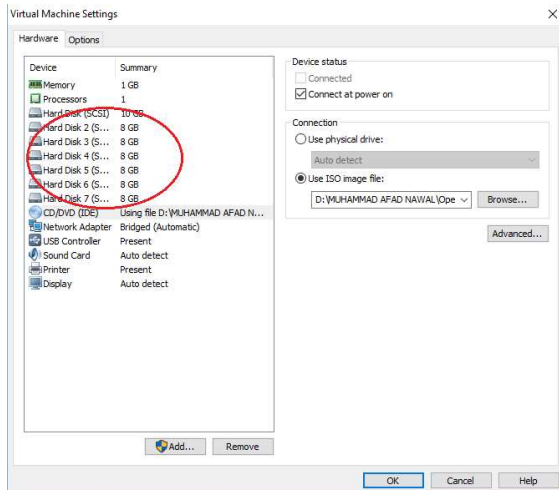 Virtual Machine Settings
Hardware Options
Device Summary
Memory 1 GB
Processors 1
Hard Disk (SCSI) 10 GB
Hard Disk 2 (S... 8 GB
Hard Disk 3 (S... 8 GB
Hard Disk 4 (S... 8 GB
Hard Disk 5 (S... 8 GB
Hard Disk 6 (S... 8 GB
Hard Disk 7 (S... 8 GB
CD/DVD (IDE) Using file D:\MUHAMMAD AFAD N...
Network Adapter Bridged (Automatic)
USB Controller Present
Sound Card Auto detect
Printer Present
Display Auto detect
Add... Remove
Device status
Connected
Connect at power on
Connection
Use physical drive:
Auto detect
Use ISO image file:
D:\MUHAMMAD AFAD NAWAL\Ope Browse...
Advanced...
OK Cancel Help